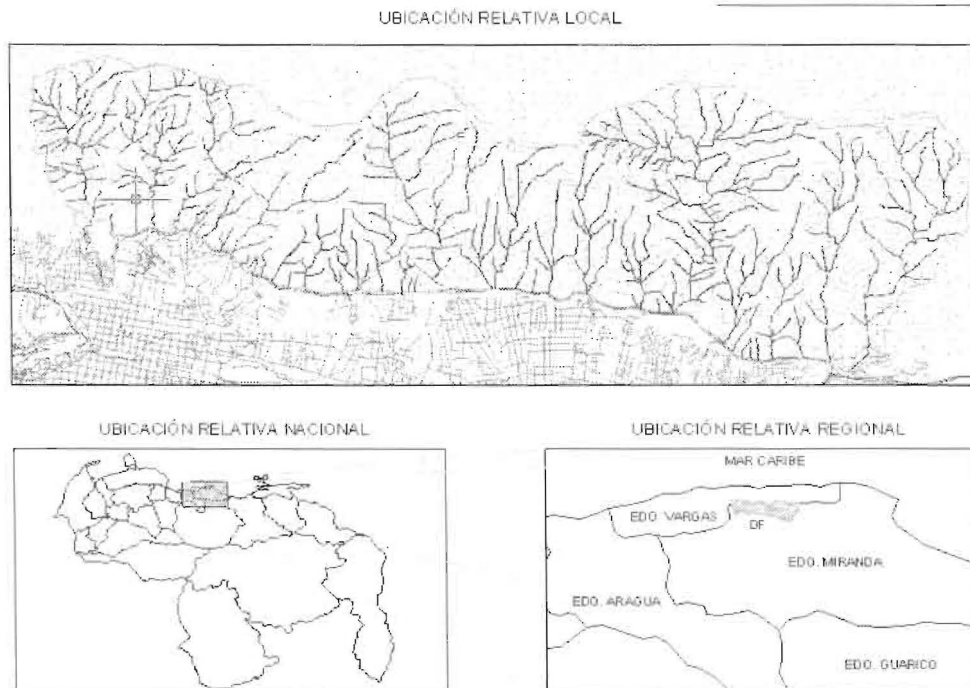 UBICACIÓN RELATIVA LOCAL
UBICACIÓN RELATIVA NACIONAL
UBICACIÓN RELATIVA REGIONAL
MAR CARIBE
EDO. VARGAS
DF
EDO. MIRANDA
EDO. ARAGUA
EDO. GUARICO